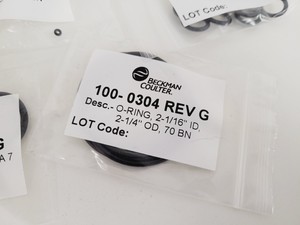 LOT Code:
BECKMAN
COULTER.
100- 0304 REV G
Desc.- O-RING, 2-1/16" ID,
2-1/4" OD, 70 BN
LOT Code:
G
A 7